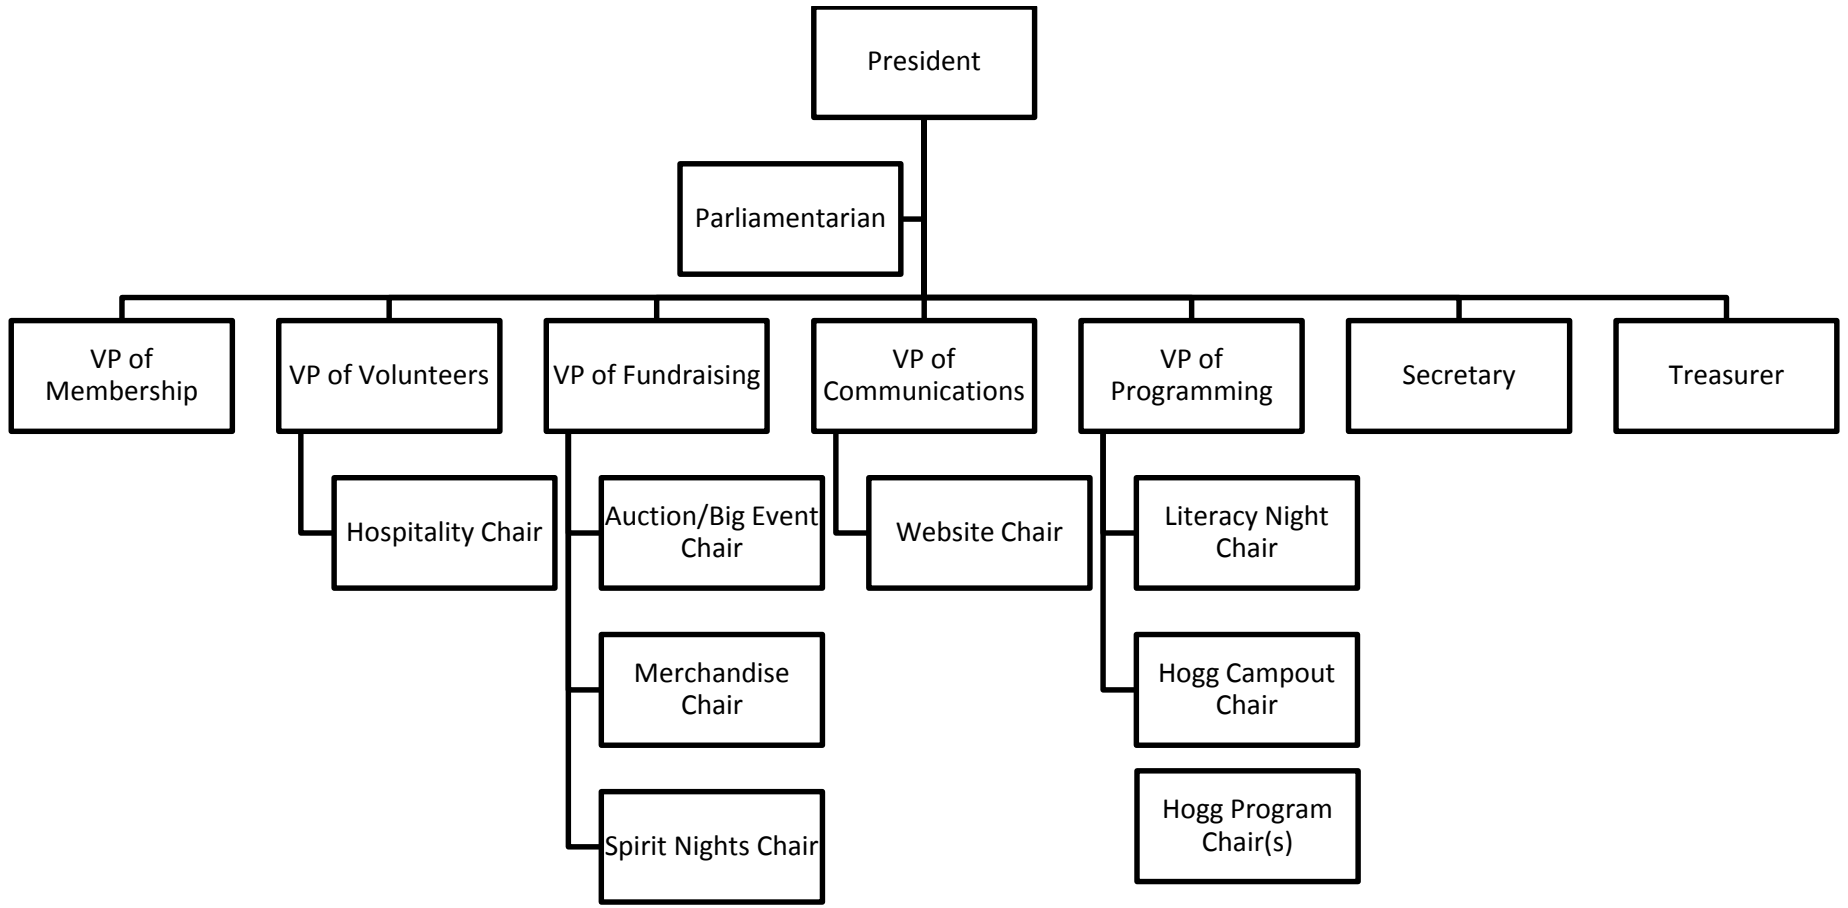 President
Parliamentarian
VP of
Membership
VP of Volunteers
VP of Fundraising
VP of
Communications
VP of
Programming
Secretary
Treasurer
Hospitality Chair
Auction/Big Event
Chair
Website Chair
Literacy Night
Chair
Merchandise
Chair
Hogg Campout
Chair
Spirit Nights Chair
Hogg Program
Chair(s)